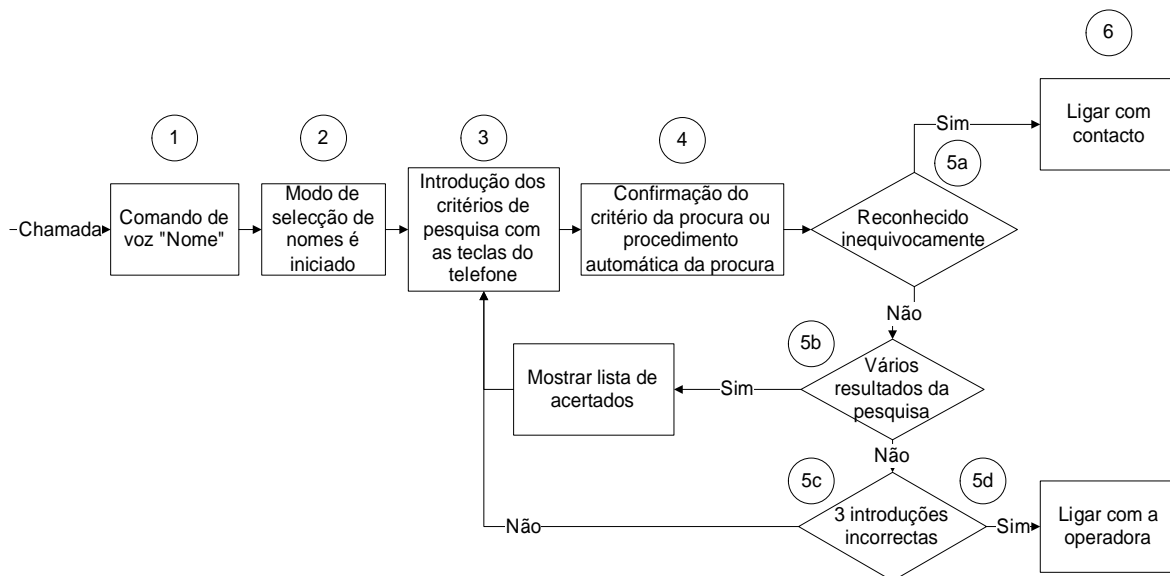 6
Ligar com
contacto
Sim
1
2
3
4
5a
Chamada
Comando de
voz "Nome"
Modo de
selecção de
nomes é
iniciado
Introdução dos
critérios de
pesquisa com
as teclas do
telefone
Confirmação do
critério da procura ou
procedimento
automática da procura
Reconhecido
inequivocamente
Não
5b
Vários
resultados da
pesquisa
Sim
Mostrar lista de
acertados
Não
5c
5d
3 introduções
incorrectas
Não
Sim
Ligar com a
operadora